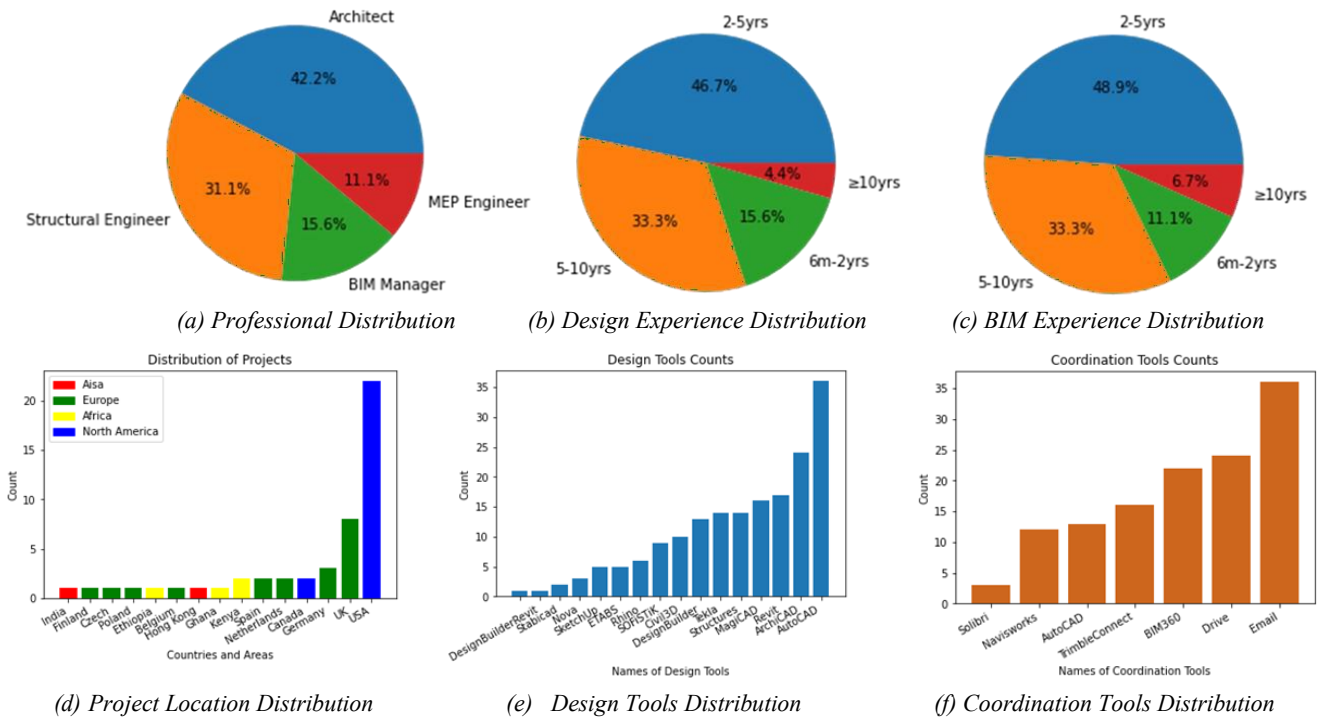 Architect
42.2%
31.1%
11.1%
15.6%
Structural Engineer
MEP Engineer
BIM Manager
(a) Professional Distribution
2-5yrs
46.7%
4.4%
33.3%
15.6%
≥10yrs
5-10yrs
6m-2yrs
(b) Design Experience Distribution
2-5yrs
48.9%
6.7%
33.3%
11.1%
≥10yrs
5-10yrs
6m-2yrs
(c) BIM Experience Distribution
Distribution of Projects
Aisa
Europe
Africa
North America
Count
20
15
10
5
0
India
Finland
Czech
Poland
Ethiopia
Belgium
Hong Kong
Ghana
Kenya
Spain
Netherlands
Canada
Germany
UK
USA
Countries and Areas
(d) Project Location Distribution
Design Tools Counts
Count
35
30
25
20
15
10
5
0
DesignBuilderRevit
Stabicad
Nova
SketchUp
ETABS
Rhino
SOFiSTiK
Civil3D
DesignBuilder
Tekla
Structures
MagiCAD
Revit
ArchiCAD
AutoCAD
Names of Design Tools
(e) Design Tools Distribution
Coordination Tools Counts
Count
35
30
25
20
15
10
5
0
Solibri
Navisworks
AutoCAD
TrimbleConnect
BIM360
Drive
Email
Names of Coordination Tools
(f) Coordination Tools Distribution